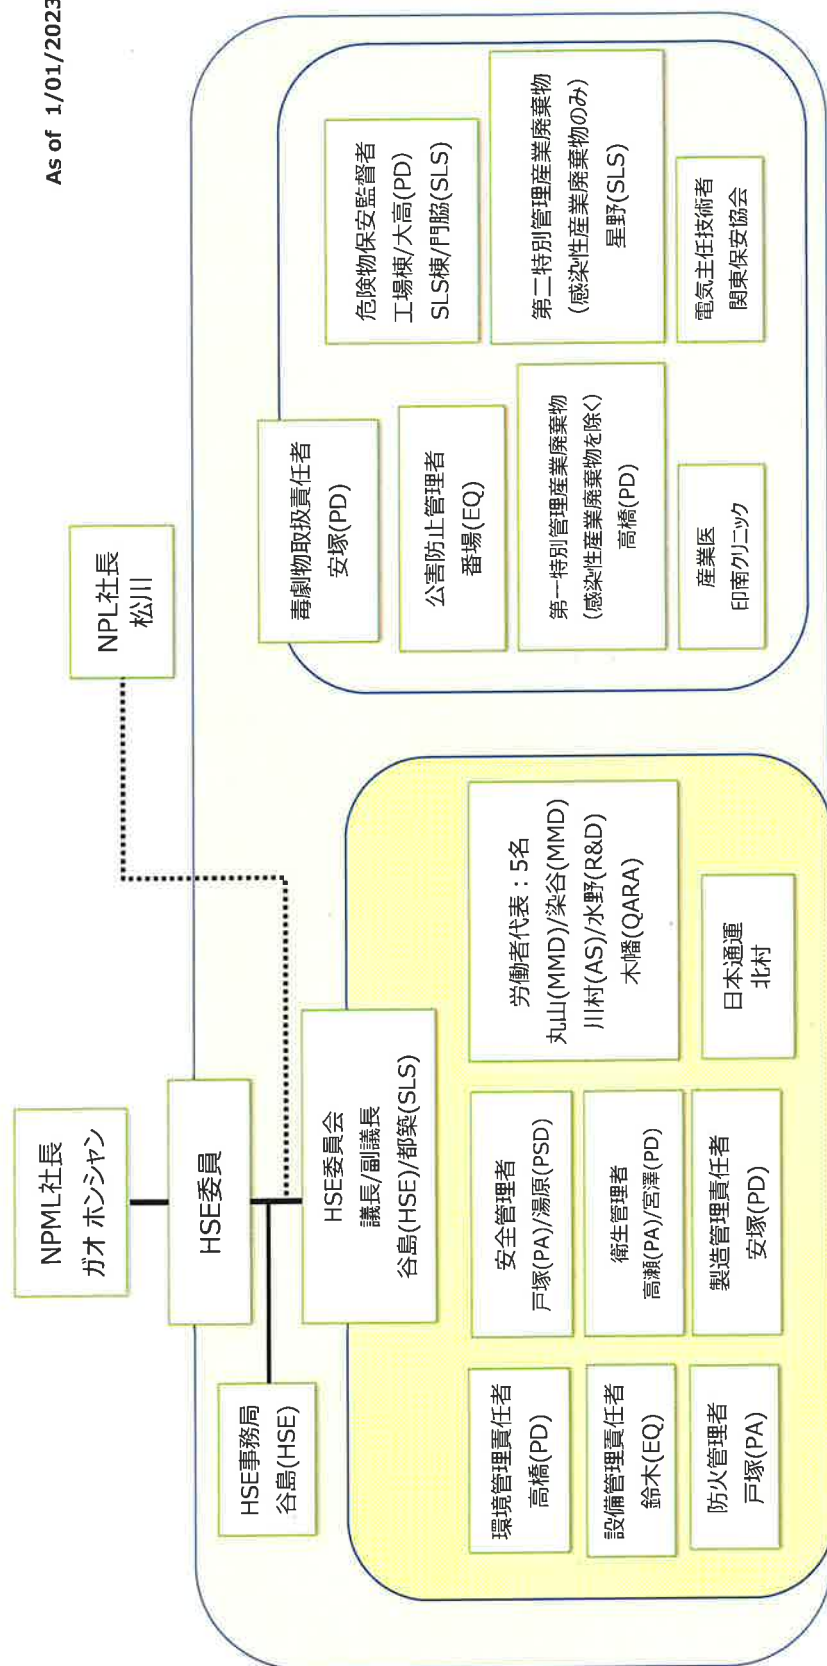 As of 1/01/2023
NPML社長
ガオ ホンシャン
NPL社長
松川
HSE委員
HSE事務局
谷島(HSE)
HSE委員会
議長/副議長
谷島(HSE)/都築(SLS)
環境管理責任者
高橋(PD)
安全管理者
戸塚(PA)/湯原(PSD)
労働者代表：5名
丸山(MMD)/染谷(MMD)
川村(AS)/水野(R&D)
木幡(QARA)
設備管理責任者
鈴木(EQ)
衛生管理者
高瀬(PA)/宮澤(PD)
防火管理者
戸塚(PA)
製造管理責任者
安塚(PD)
日本通運
北村
毒劇物取扱責任者
安塚(PD)
危険物保安監督者
工場棟/大高(PD)
SLS棟/門脇(SLS)
公害防止管理者
番場(EQ)
第一特別管理産業廃棄物
(感染性産業廃棄物を除く)
高橋(PD)
第二特別管理産業廃棄物
(感染性産業廃棄物のみ)
星野(SLS)
産業医
印南クリニック
電気主任技術者
関東保安協会